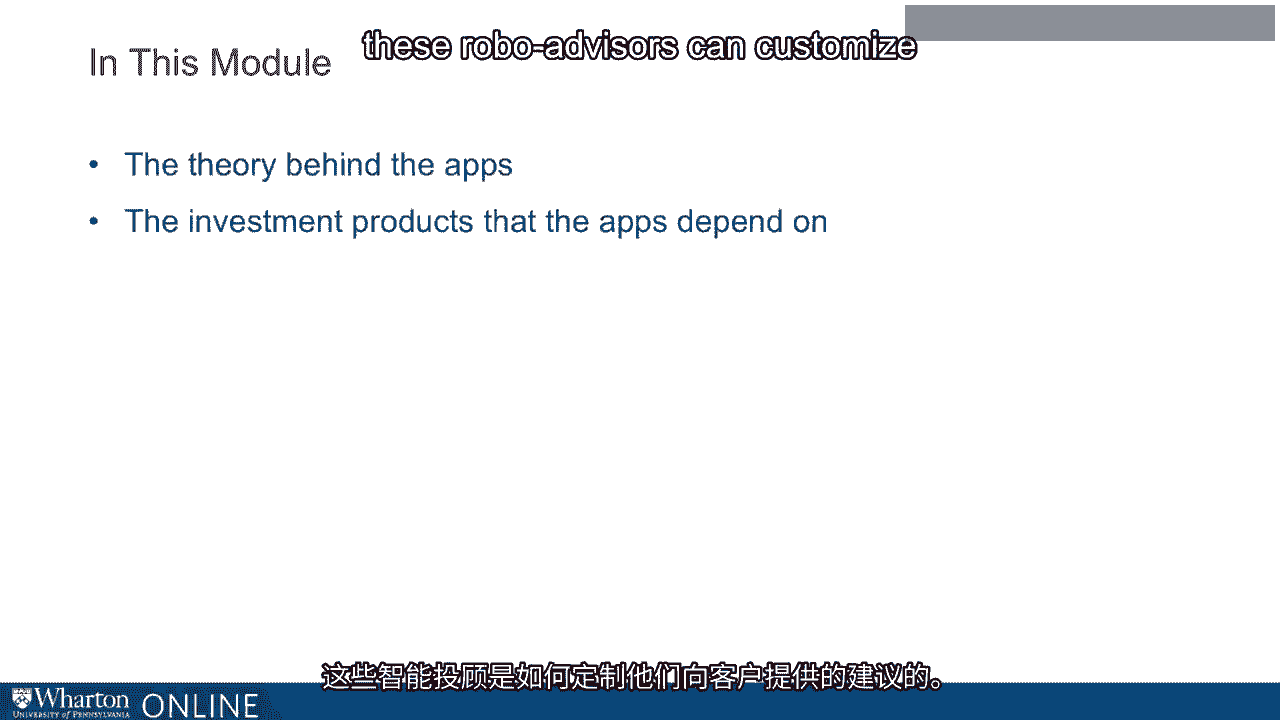 these robo-advisors can customize
In This Module
• The theory behind the apps
• The investment products that the apps depend on
这些智能投顾是如何定制他们向客户提供的建议的。
Wharton
UNIVERSITY of PENNSYLVANIA
ONLINE